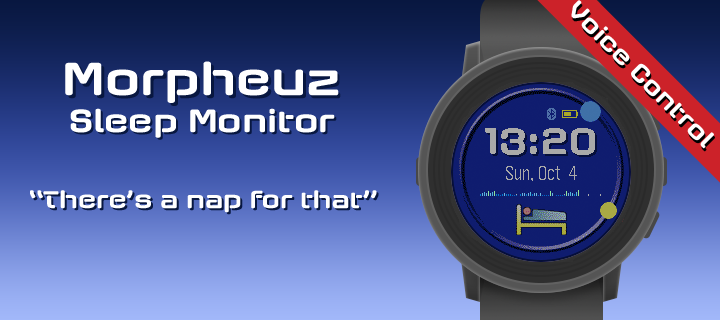 Morpheuz
Sleep Monitor
“There’s a nap for that”
Voice Control
13:20
Sun, Oct 4